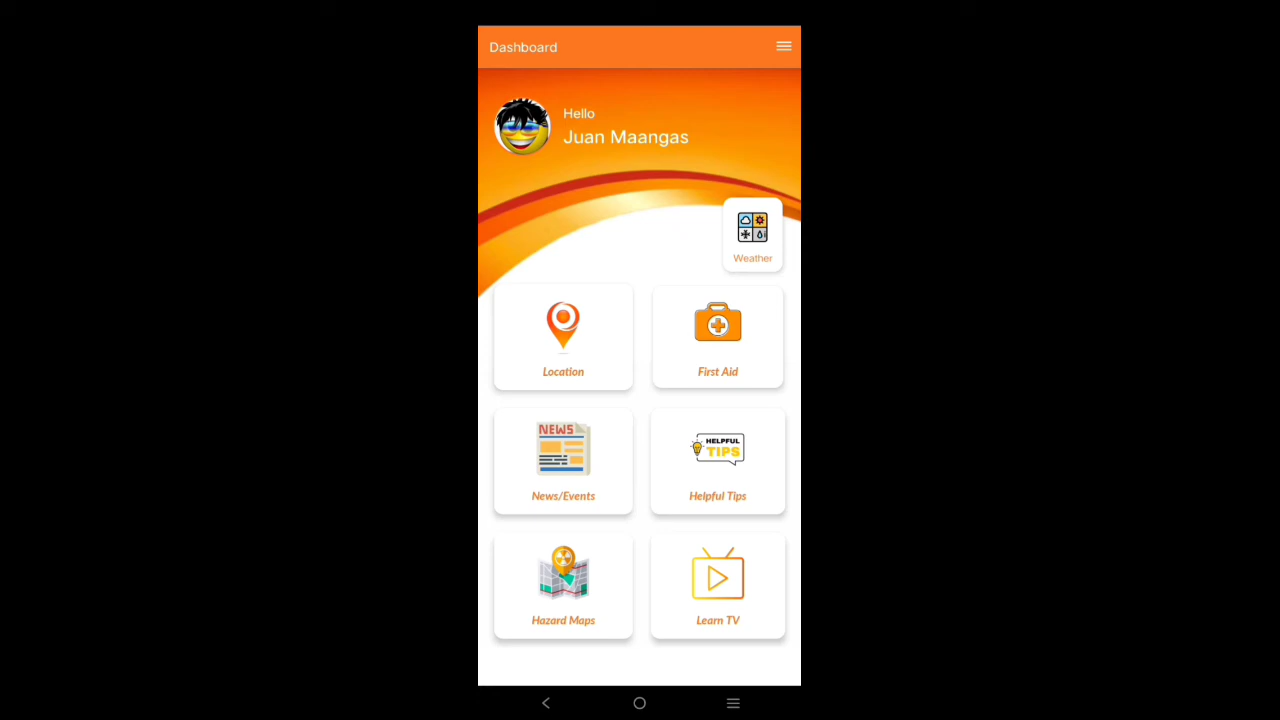 Dashboard
Hello
Juan Maangas
Weather
Location
First Aid
NEWS
News/Events
HELPFUL
TIPS
Helpful Tips
Hazard Maps
Learn TV